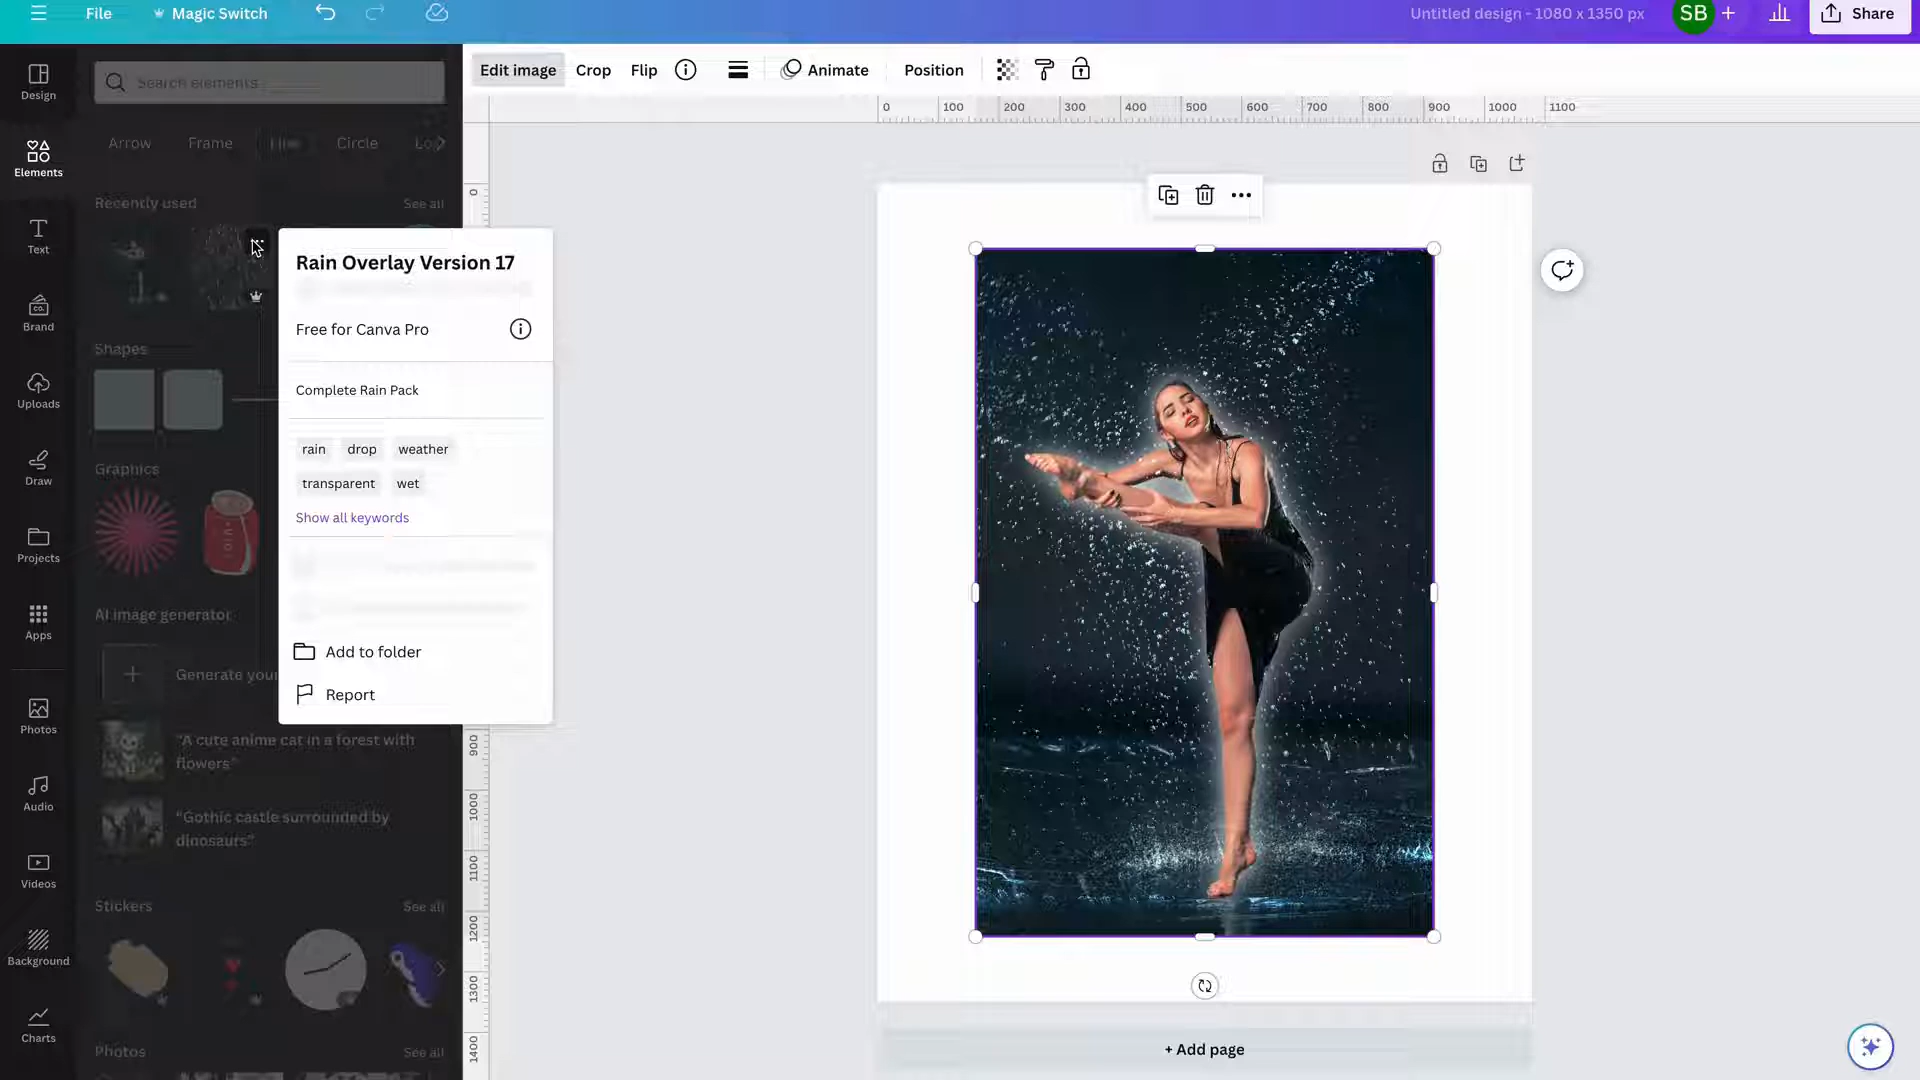 File
Magic Switch
Untitled design - 1080 x 1350 px
SB
Share
Design
Elements
Text
Brand
CO.
Uploads
Draw
Projects
Apps
Photos
Audio
Videos
Background
Charts
Search elements
Arrow
Frame
Circle
Recently used
See all
Shapes
Graphics
AI image generator
Generate your
"A cute anime cat in a forest with
flowers"
"Gothic castle surrounded by
dinosaurs"
Stickers
See all
Photos
See all
Rain Overlay Version 17
Free for Canva Pro
Complete Rain Pack
rain drop weather
transparent wet
Show all keywords
Add to folder
Report
Edit image
Crop
Flip
Animate
Position
0 100 200 300 400 500 600 700 800 900 1000 1100
0
900
1000
1100
1200
1300
1400
+ Add page